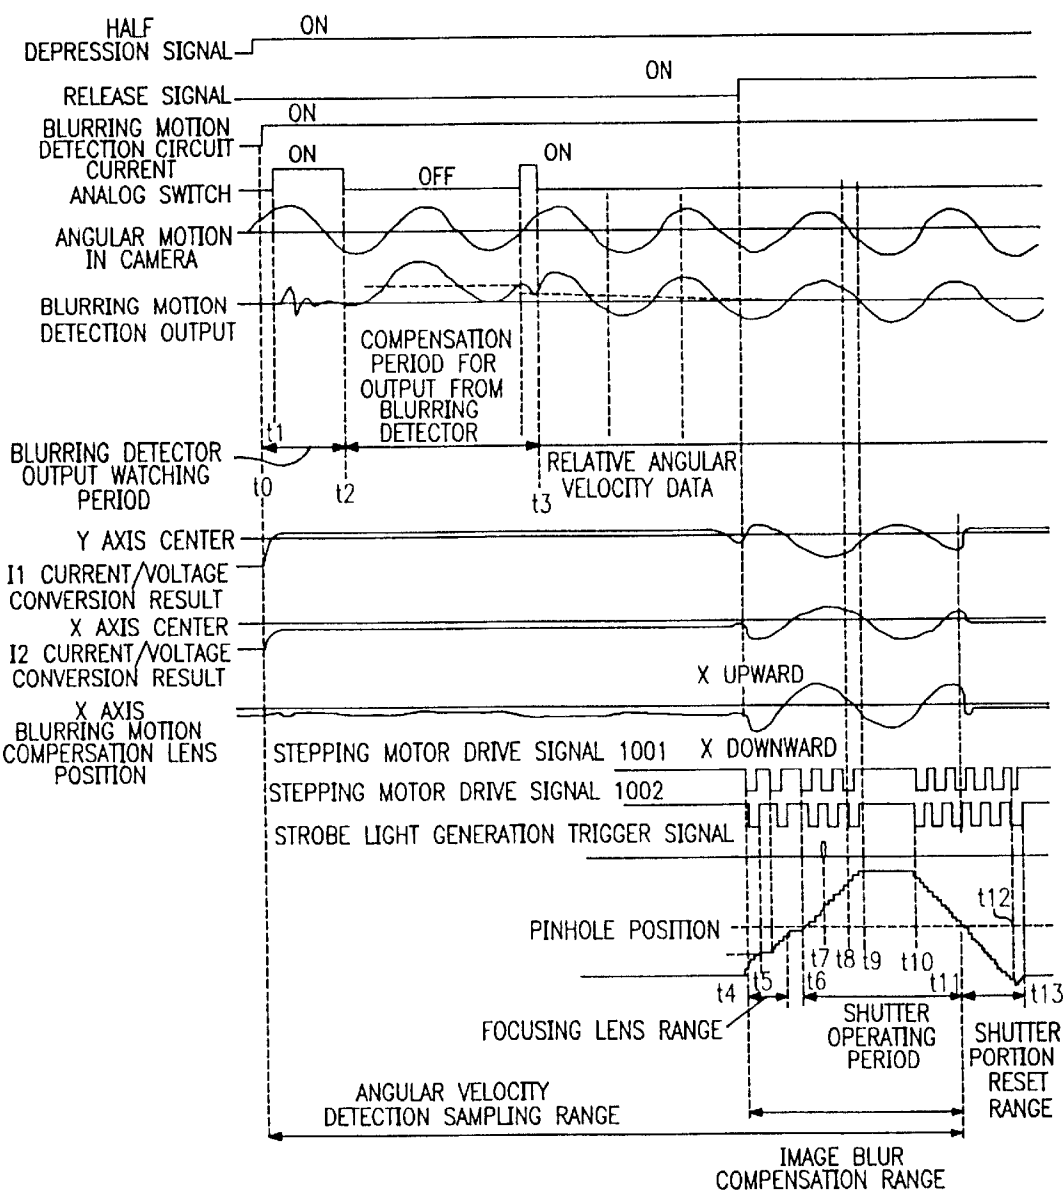 HALF
DEPRESSION SIGNAL
ON
RELEASE SIGNAL
ON
BLURRING MOTION
DETECTION CIRCUIT
CURRENT
ON
ANALOG SWITCH
ON
OFF
ON
ANGULAR MOTION
IN CAMERA
BLURRING MOTION
DETECTION OUTPUT
COMPENSATION
PERIOD FOR
OUTPUT FROM
BLURRING
DETECTOR
t1
BLURRING DETECTOR
OUTPUT WATCHING
PERIOD
t0
t2
t3
RELATIVE ANGULAR
VELOCITY DATA
Y AXIS CENTER
I1 CURRENT/VOLTAGE
CONVERSION RESULT
X AXIS CENTER
I2 CURRENT/VOLTAGE
CONVERSION RESULT
X UPWARD
X AXIS
BLURRING MOTION
COMPERSATION LENS
POSITION
X DOWNWARD
STEPPING MOTOR DRIVE SIGNAL 1001
STEPPING MOTOR DRIVE SIGNAL 1002
STROBE LIGHT GENERATION TRIGGER SIGNAL
PINHOLE POSITION
t4
t5
t6
t7
t8
t9
t10
t11
t12
t13
FOCUSING LENS RANGE
SHUTTER
OPERATING
PERIOD
SHUTTER
PORTION
RESET
RANGE
ANGULAR VELOCITY
DETECTION SAMPLING RANGE
IMAGE BLUR
COMPENSATION RANGE